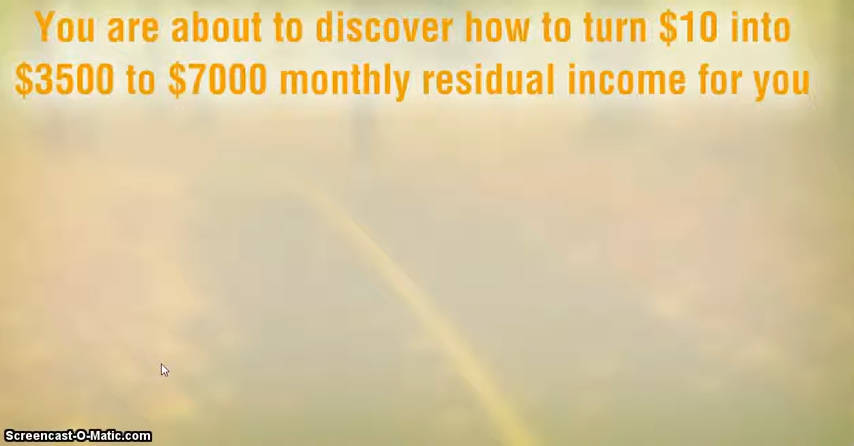 You are about to discover how to turn $10 into
$3500 to $7000 monthly residual income for you
Screencast-O-Matic.com